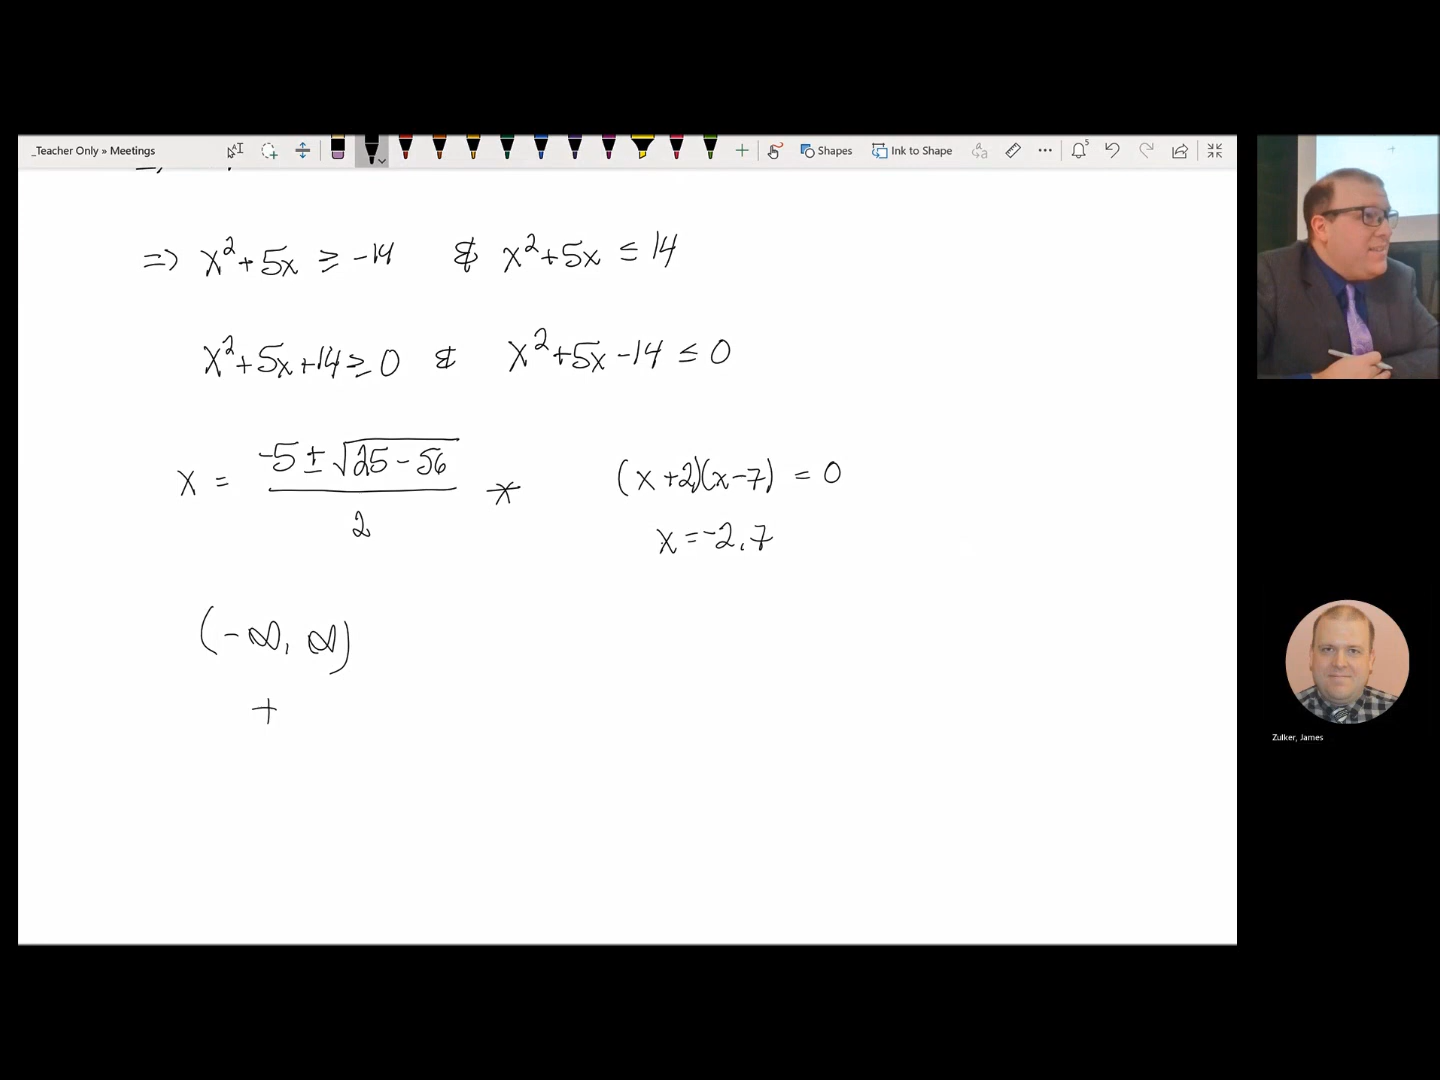 _Teacher Only » Meetings Shapes Ink to Shape
=> x²+5x ≥ -14 & x²+5x ≤ 14
x²+5x+14 ≥ 0 & x²+5x-14 ≤ 0
x = (-5 ± √(25-56))/2 * (x+2)(x-7) = 0
x = -2, 7
(-∞, ∞)
+
Zulker, James